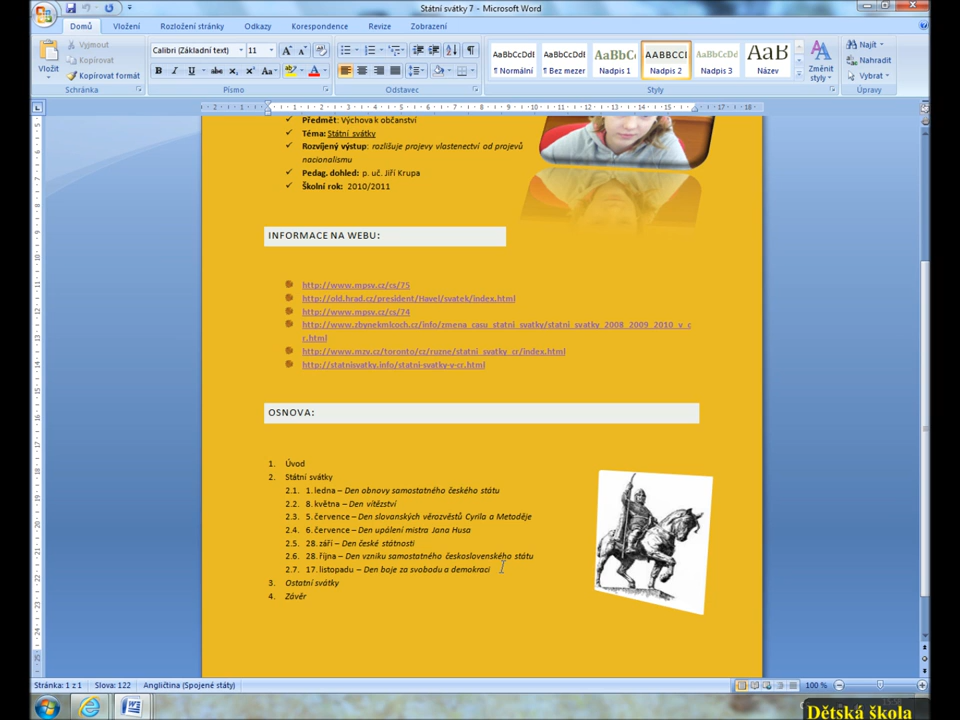 Státní svátky 7 - Microsoft Word
Domů Vložení Rozložení stránky Odkazy Korespondence Revize Zobrazení
Vložit
Vyjmout
Kopírovat
Kopírovat formát
Schránka
Calibri (Základní text) 11
B I U abc x₂ x² Aa
Písmo
Odstavec
AaBbCcDd AaBbCcDd AaBbCc AABBCCI AaBbCcDd AaB
¶ Normální ¶ Bez mezer Nadpis 1 Nadpis 2 Nadpis 3 Název
Změnit styly
Styly
Najít
Nahradit
Vybrat
Úpravy
Předmět: Výchova k občanství
Téma: Státní svátky
Rozvíjený výstup: rozlišuje projevy vlastenectví od projevů
nacionalismu
Pedag. dohled: p. uč. Jiří Krupa
Školní rok: 2010/2011
INFORMACE NA WEBU:
http://www.mpsv.cz/cs/75
http://old.hrad.cz/president/Havel/svatek/index.html
http://www.mpsv.cz/cs/74
http://www.zbynekmlcoch.cz/info/zmena_casu_statni_svatky/statni_svatky_2008_2009_2010_v_c
r.html
http://www.mzv.cz/toronto/cz/ruzne/statni_svatky_cr/index.html
http://statnisvatky.info/statni-svatky-v-cr.html
OSNOVA:
1. Úvod
2. Státní svátky
2.1. 1. ledna – Den obnovy samostatného českého státu
2.2. 8. května – Den vítězství
2.3. 5. července – Den slovanských věrozvěstů Cyrila a Metoděje
2.4. 6. července – Den upálení mistra Jana Husa
2.5. 28. září – Den české státnosti
2.6. 28. října – Den vzniku samostatného československého státu
2.7. 17. listopadu – Den boje za svobodu a demokraci
3. Ostatní svátky
4. Závěr
Stránka: 1 z 1 Slova: 122 Angličtina (Spojené státy) 100 %
Dětská škola